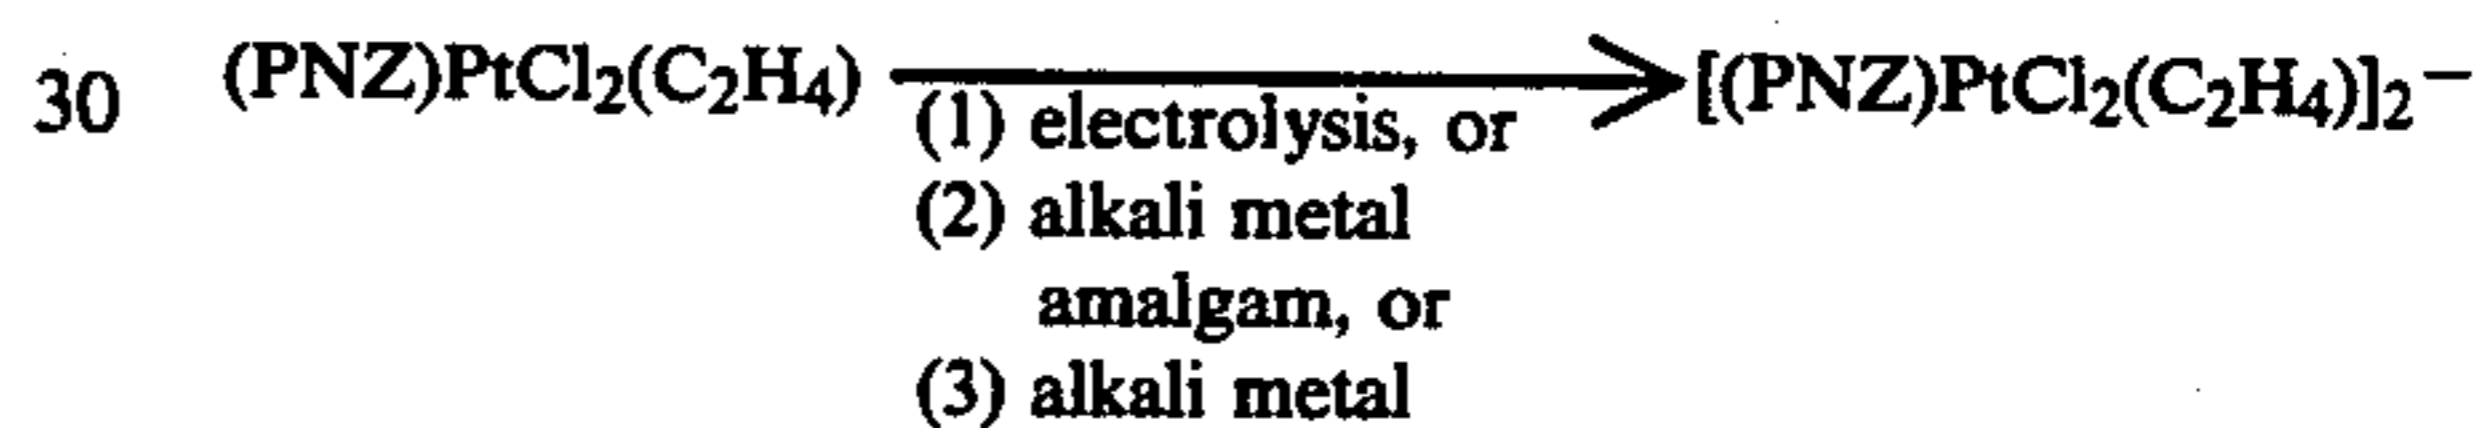 30 (PNZ)PtCl₂(C₂H₄) ⟶ [(PNZ)PtCl₂(C₂H₄)]₂⁻
(1) electrolysis, or
(2) alkali metal
amalgam, or
(3) alkali metal